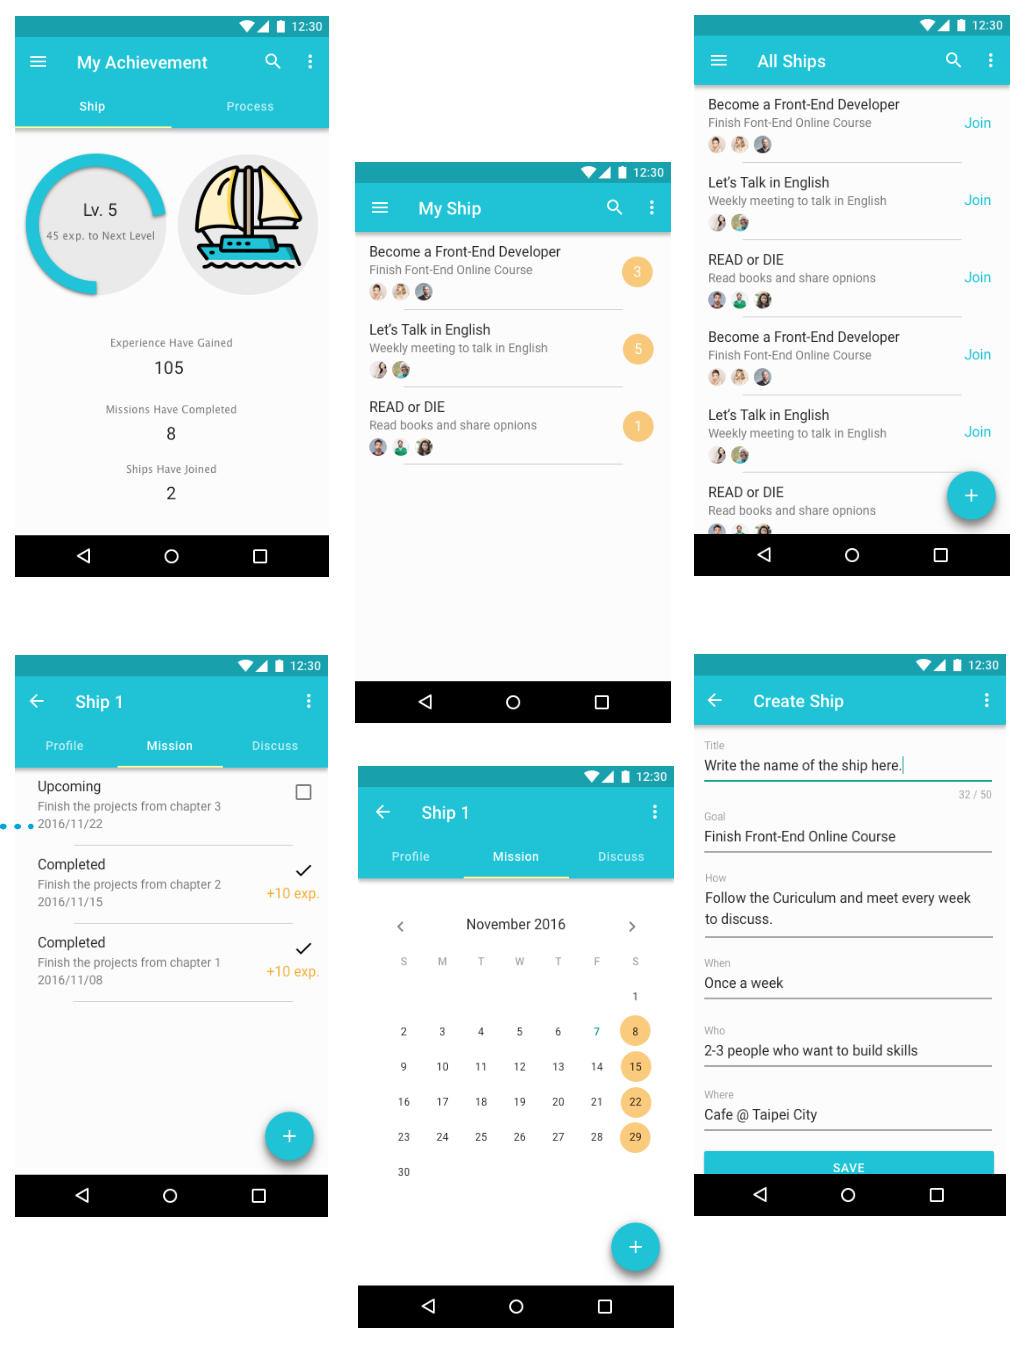 12:30
My Achievement
Ship
Process
Lv. 5
45 exp. to Next Level
Experience Have Gained
105
Missions Have Completed
8
Ships Have Joined
2
12:30
My Ship
Become a Front-End Developer
Finish Font-End Online Course
3
Let's Talk in English
Weekly meeting to talk in English
5
READ or DIE
Read books and share opnions
1
12:30
All Ships
Become a Front-End Developer
Finish Font-End Online Course
Join
Let's Talk in English
Weekly meeting to talk in English
Join
READ or DIE
Read books and share opnions
Join
Become a Front-End Developer
Finish Font-End Online Course
Join
Let's Talk in English
Weekly meeting to talk in English
Join
READ or DIE
Read books and share opnions
+
12:30
Ship 1
Profile Mission Discuss
Upcoming
Finish the projects from chapter 3
2016/11/22
Completed
Finish the projects from chapter 2
2016/11/15
+10 exp.
Completed
Finish the projects from chapter 1
2016/11/08
+10 exp.
+
12:30
Ship 1
Profile Mission Discuss
November 2016
S M T W T F S
1
2 3 4 5 6 7 8
9 10 11 12 13 14 15
16 17 18 19 20 21 22
23 24 25 26 27 28 29
30
+
12:30
Create Ship
Title
Write the name of the ship here.
32 / 50
Goal
Finish Front-End Online Course
How
Follow the Curiculum and meet every week
to discuss.
When
Once a week
Who
2-3 people who want to build skills
Where
Cafe @ Taipei City
SAVE